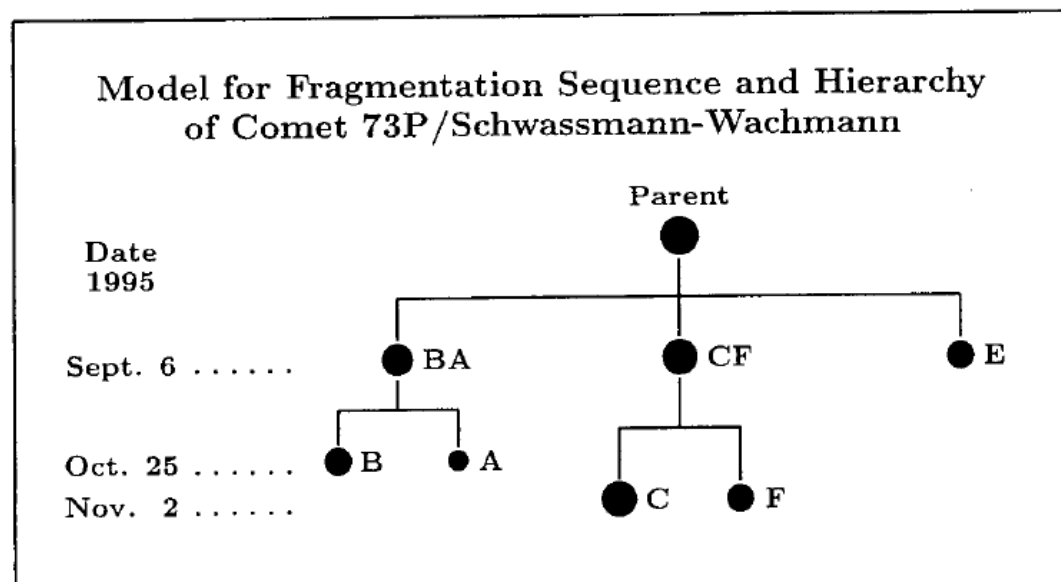 Model for Fragmentation Sequence and Hierarchy
of Comet 73P/Schwassmann-Wachmann
Parent
Date
1995
Sept. 6 ...... BA CF E
Oct. 25 ...... B A
Nov. 2 ...... C F